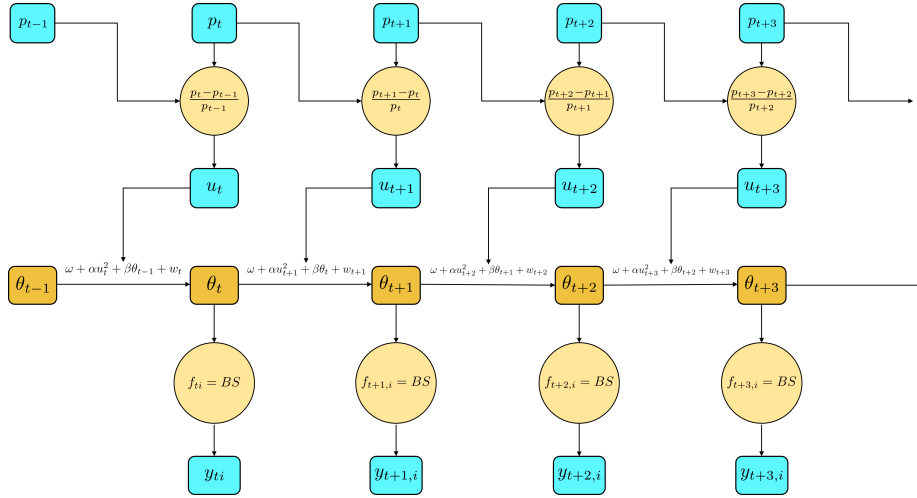 p_{t−1} p_t p_{t+1} p_{t+2} p_{t+3}
\frac{p_t−p_{t−1}}{p_{t−1}} \frac{p_{t+1}−p_t}{p_t} \frac{p_{t+2}−p_{t+1}}{p_{t+1}} \frac{p_{t+3}−p_{t+2}}{p_{t+2}}
u_t u_{t+1} u_{t+2} u_{t+3}
ω + αu_t^2 + βθ_{t−1} + w_t ω + αu_{t+1}^2 + βθ_t + w_{t+1} ω + αu_{t+2}^2 + βθ_{t+1} + w_{t+2} ω + αu_{t+3}^2 + βθ_{t+2} + w_{t+3}
θ_{t−1} θ_t θ_{t+1} θ_{t+2} θ_{t+3}
f_{ti} = BS f_{t+1,i} = BS f_{t+2,i} = BS f_{t+3,i} = BS
y_{ti} y_{t+1,i} y_{t+2,i} y_{t+3,i}